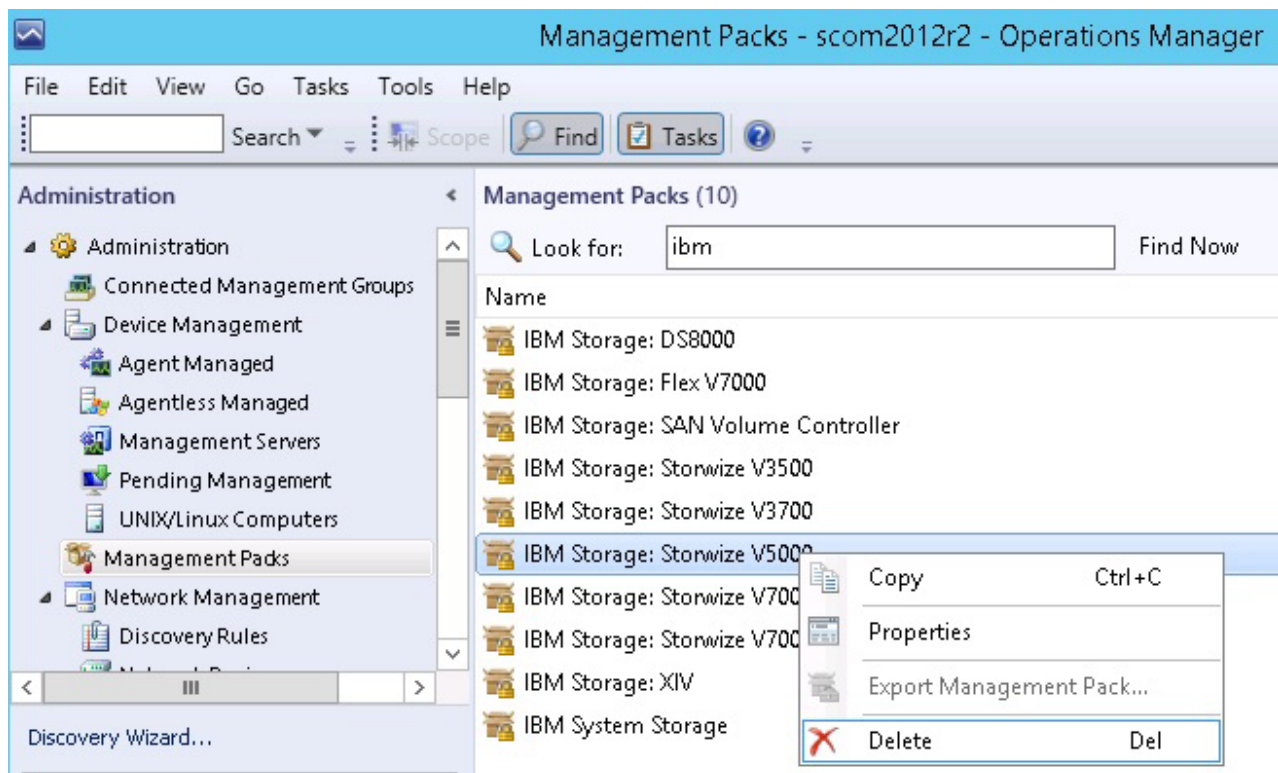 Management Packs - scom2012r2 - Operations Manager
File Edit View Go Tasks Tools Help
Search Scope Find Tasks
Administration
Administration
Connected Management Groups
Device Management
Agent Managed
Agentless Managed
Management Servers
Pending Management
UNIX/Linux Computers
Management Packs
Network Management
Discovery Rules
Discovery Wizard...
Management Packs (10)
Look for: ibm Find Now
Name
IBM Storage: DS8000
IBM Storage: Flex V7000
IBM Storage: SAN Volume Controller
IBM Storage: Storwize V3500
IBM Storage: Storwize V3700
IBM Storage: Storwize V5000
IBM Storage: Storwize V700
IBM Storage: Storwize V700
IBM Storage: XIV
IBM System Storage
Copy Ctrl+C
Properties
Export Management Pack...
Delete Del